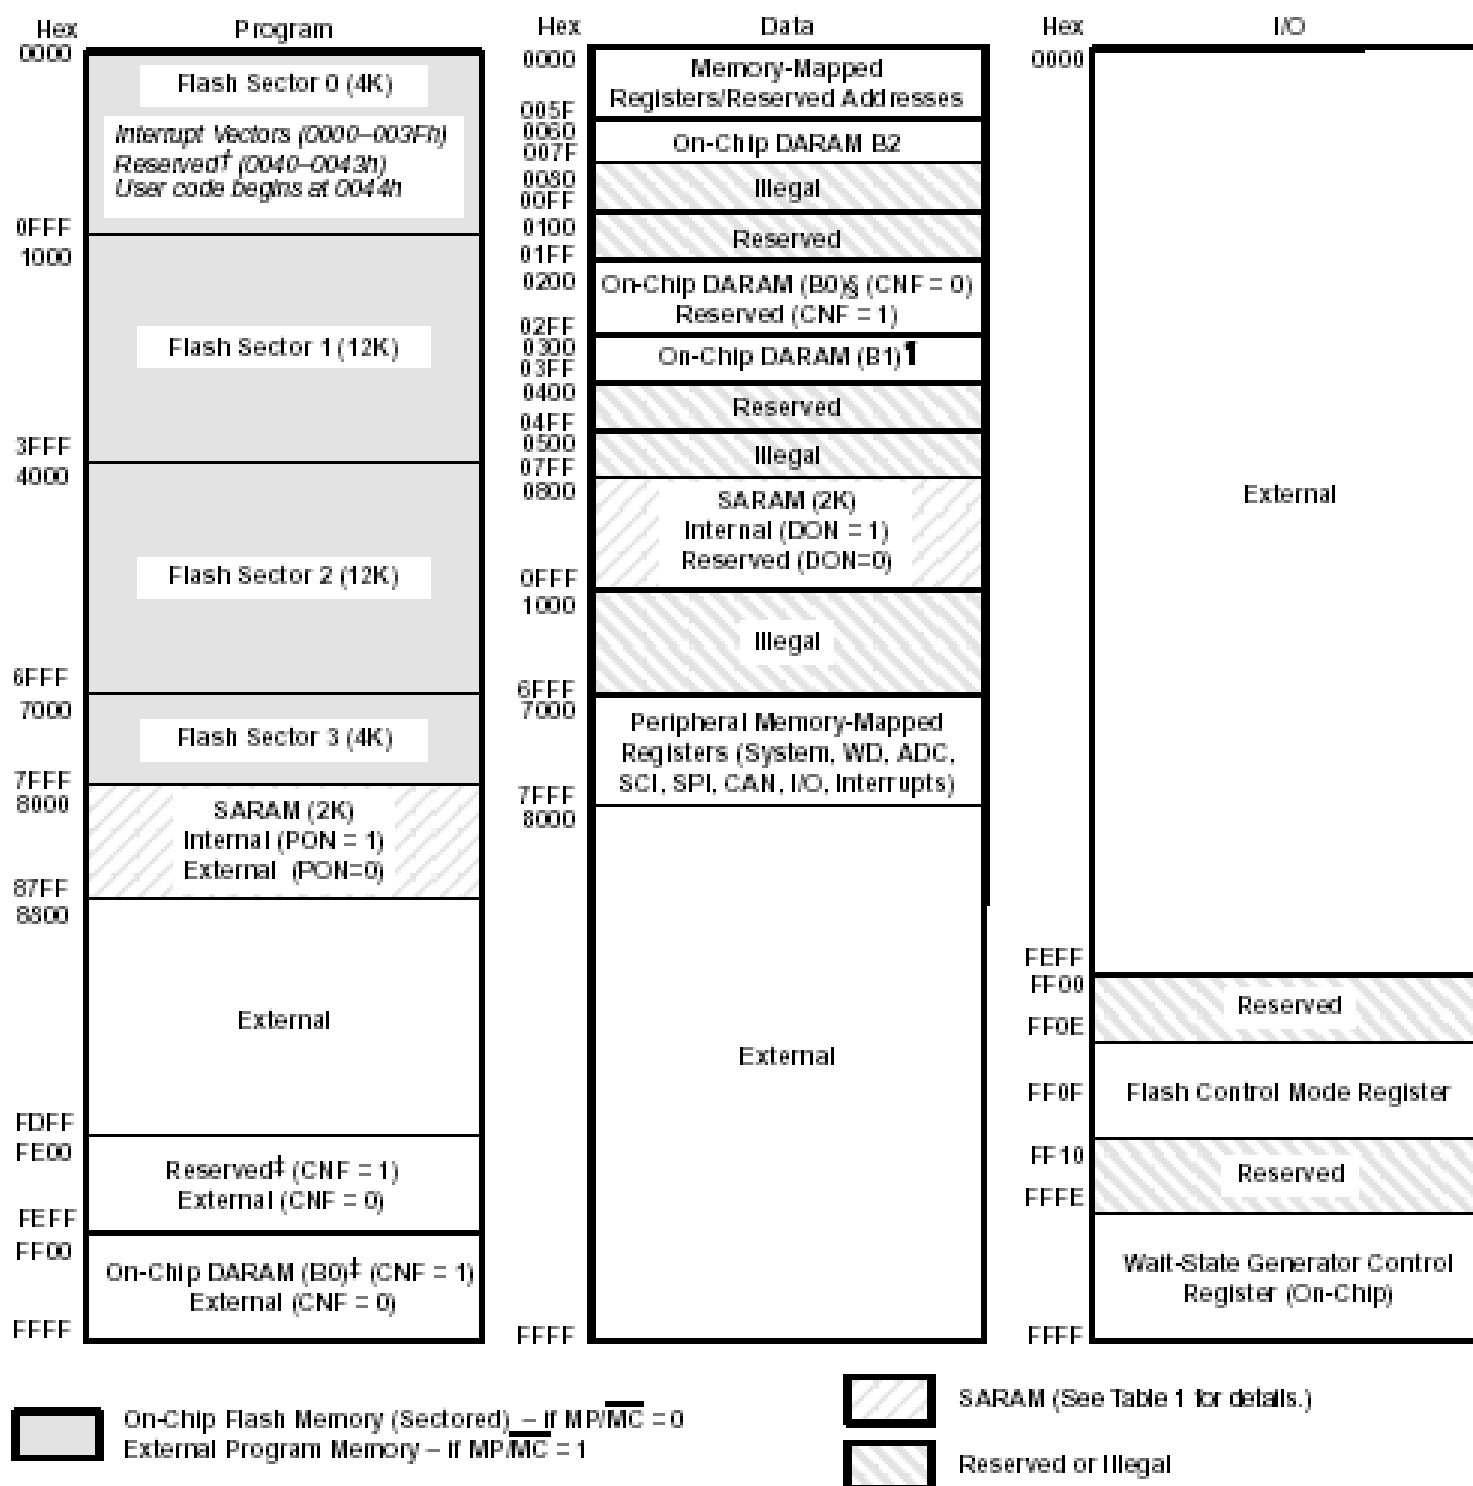 Hex Program
0000
Flash Sector 0 (4K)
Interrupt Vectors (0000–003Fh)
Reserved† (0040–0043h)
User code begins at 0044h
0FFF
1000
Flash Sector 1 (12K)
3FFF
4000
Flash Sector 2 (12K)
6FFF
7000
Flash Sector 3 (4K)
7FFF
8000
SARAM (2K)
Internal (PON = 1)
External (PON=0)
87FF
8800
External
FDFF
FE00
Reserved‡ (CNF = 1)
External (CNF = 0)
FEFF
FF00
On-Chip DARAM (B0)‡ (CNF = 1)
External (CNF = 0)
FFFF
Hex Data
0000
Memory-Mapped
Registers/Reserved Addresses
005F
0060
On-Chip DARAM B2
007F
0080
Illegal
00FF
0100
Reserved
01FF
0200
On-Chip DARAM (B0)§ (CNF = 0)
Reserved (CNF = 1)
02FF
0300
On-Chip DARAM (B1)¶
03FF
0400
Reserved
04FF
0500
Illegal
07FF
0800
SARAM (2K)
Internal (DON = 1)
Reserved (DON=0)
0FFF
1000
Illegal
6FFF
7000
Peripheral Memory-Mapped
Registers (System, WD, ADC,
SCI, SPI, CAN, I/O, Interrupts)
7FFF
8000
External
FFFF
Hex I/O
0000
External
FEFF
FF00
Reserved
FF0E
FF0F Flash Control Mode Register
FF10
Reserved
FFFE
Wait-State Generator Control
Register (On-Chip)
FFFF
On-Chip Flash Memory (Sectored) – if MP/M̅C̅ = 0
External Program Memory – if MP/M̅C̅ = 1
SARAM (See Table 1 for details.)
Reserved or Illegal